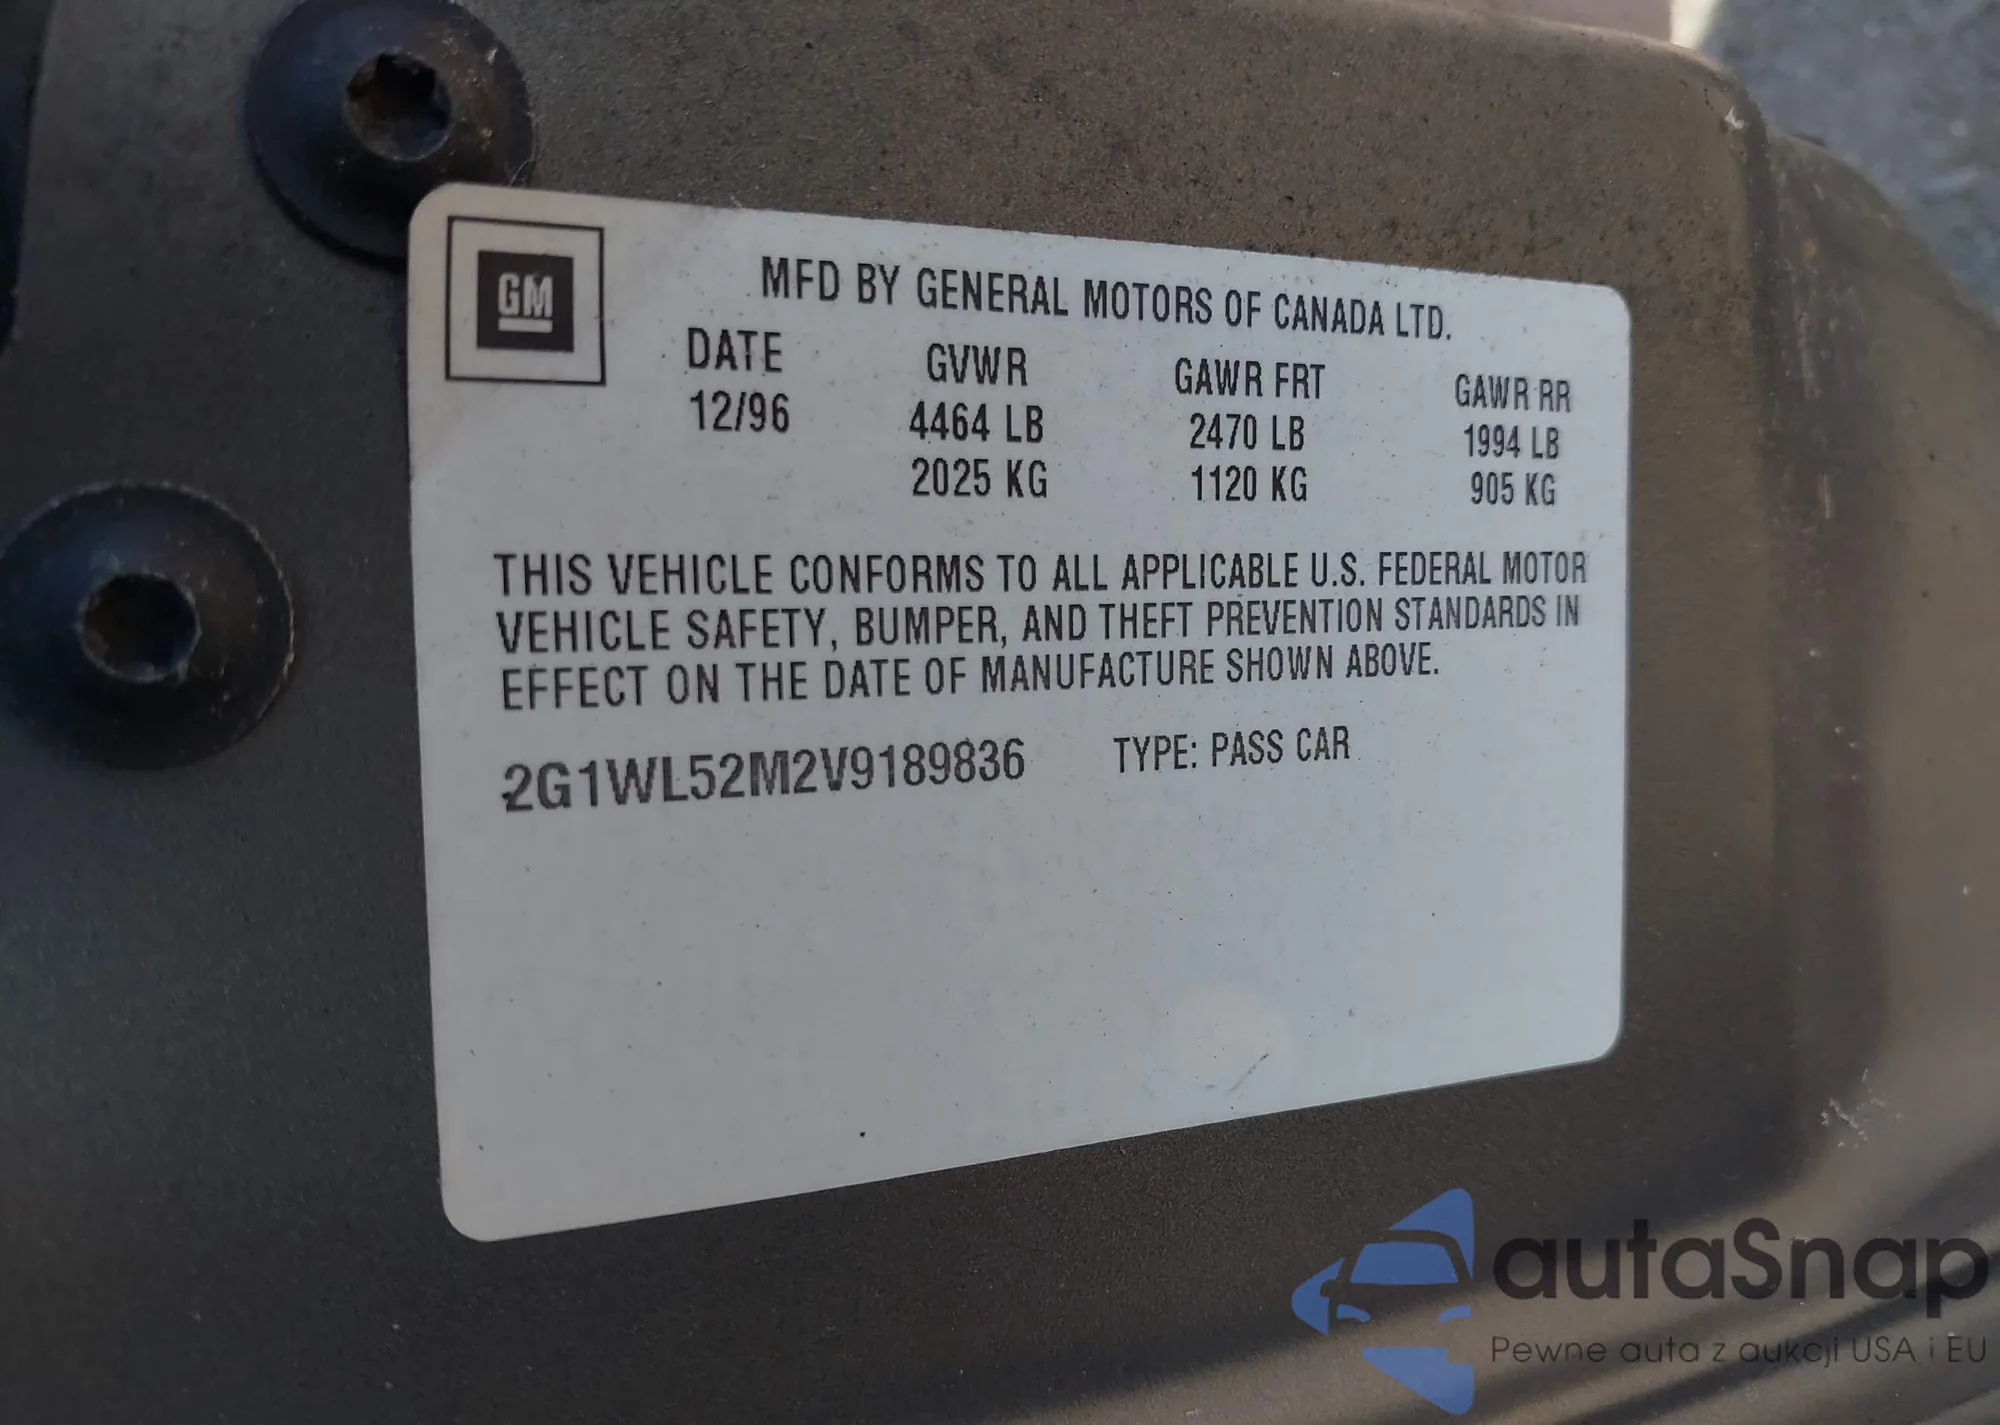 GM
MFD BY GENERAL MOTORS OF CANADA LTD.
DATE GVWR GAWR FRT GAWR RR
12/96 4464 LB 2470 LB 1994 LB
2025 KG 1120 KG 905 KG
THIS VEHICLE CONFORMS TO ALL APPLICABLE U.S. FEDERAL MOTOR
VEHICLE SAFETY, BUMPER, AND THEFT PREVENTION STANDARDS IN
EFFECT ON THE DATE OF MANUFACTURE SHOWN ABOVE.
2G1WL52M2V9189836 TYPE: PASS CAR
autaSnap
Pewne auta z aukcji USA i EU